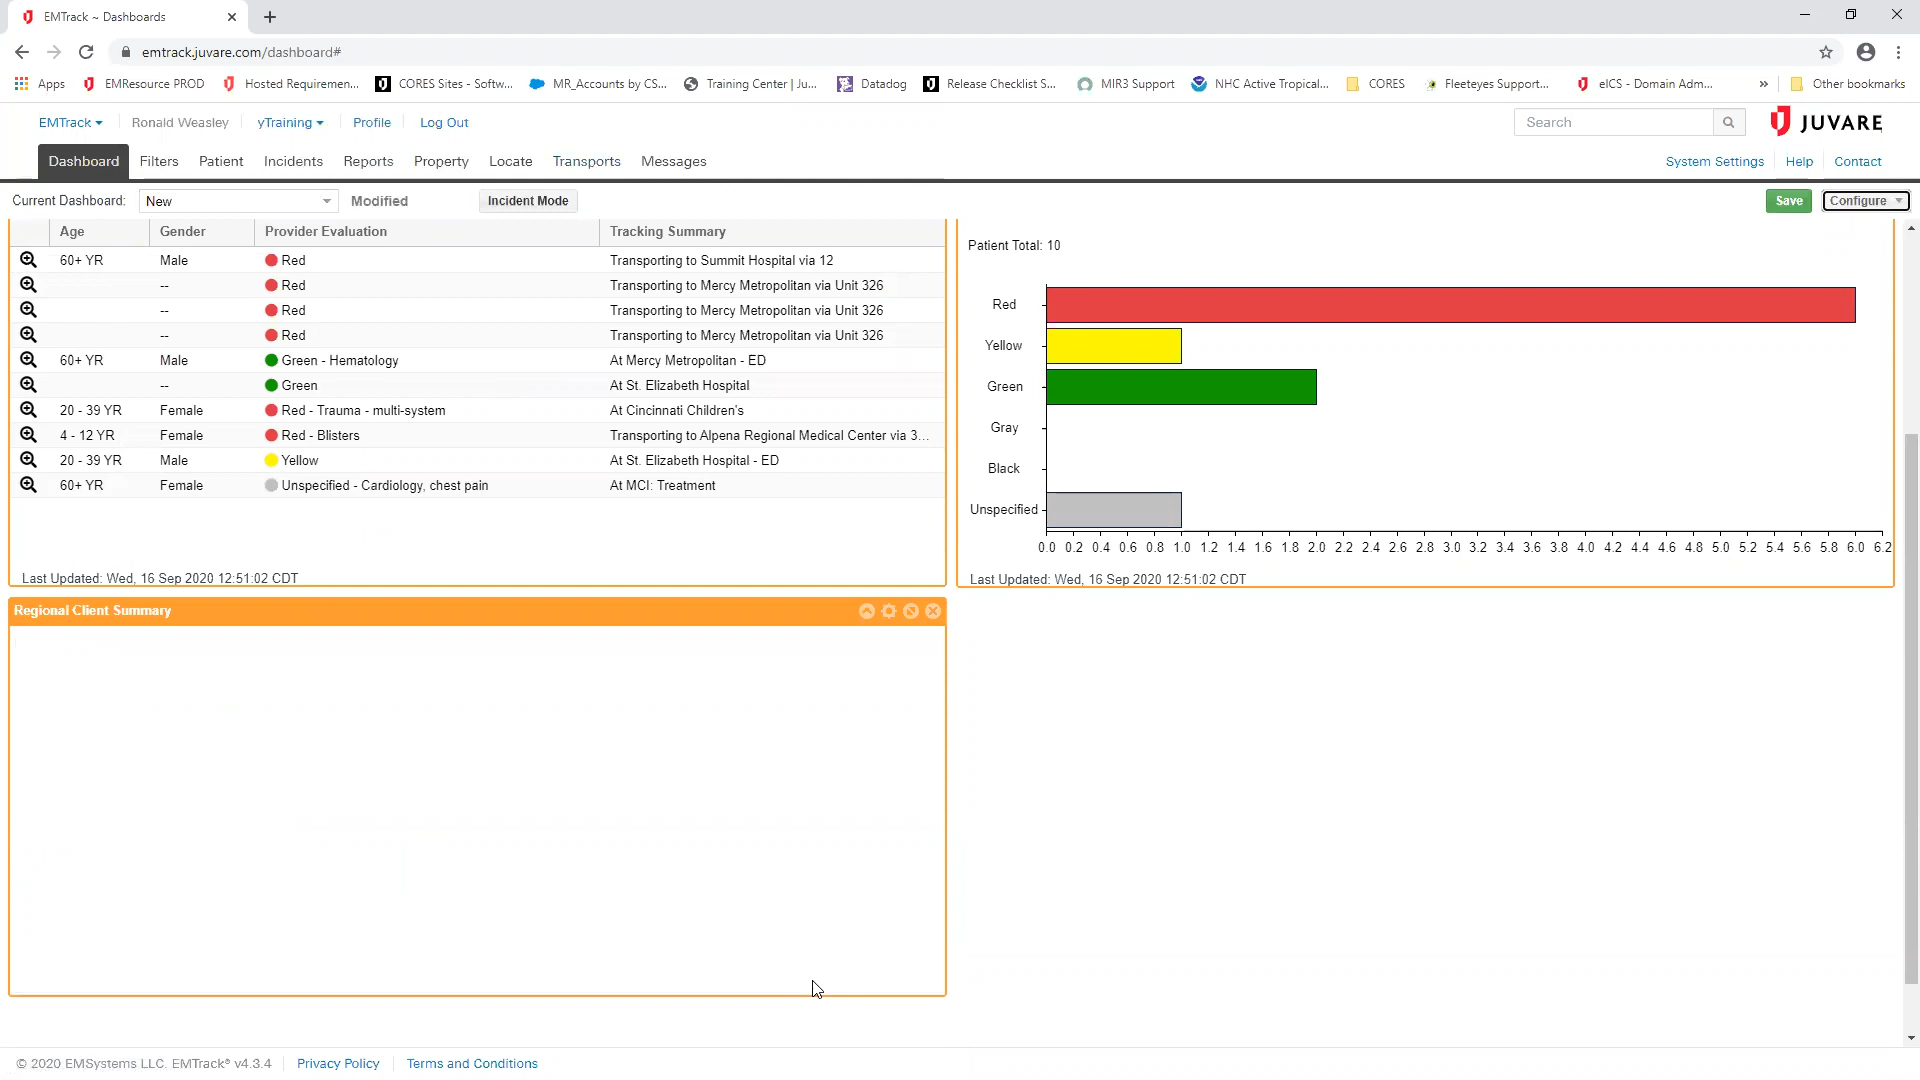 EMTrack ~ Dashboards
emtrack.juvare.com/dashboard#
Apps EMResource PROD Hosted Requiremen... CORES Sites - Softw... MR_Accounts by CS... Training Center | Ju... Datadog Release Checklist S... MIR3 Support NHC Active Tropical... CORES Fleeteyes Support... eICS - Domain Adm... » Other bookmarks
EMTrack Ronald Weasley yTraining Profile Log Out Search JUVARE
Dashboard Filters Patient Incidents Reports Property Locate Transports Messages System Settings Help Contact
Current Dashboard: New Modified Incident Mode Save Configure
Age Gender Provider Evaluation Tracking Summary
60+ YR Male Red Transporting to Summit Hospital via 12
-- Red Transporting to Mercy Metropolitan via Unit 326
-- Red Transporting to Mercy Metropolitan via Unit 326
-- Red Transporting to Mercy Metropolitan via Unit 326
60+ YR Male Green - Hematology At Mercy Metropolitan - ED
-- Green At St. Elizabeth Hospital
20 - 39 YR Female Red - Trauma - multi-system At Cincinnati Children's
4 - 12 YR Female Red - Blisters Transporting to Alpena Regional Medical Center via 3...
20 - 39 YR Male Yellow At St. Elizabeth Hospital - ED
60+ YR Female Unspecified - Cardiology, chest pain At MCI: Treatment
Last Updated: Wed, 16 Sep 2020 12:51:02 CDT
Patient Total: 10
Red
Yellow
Green
Gray
Black
Unspecified
0.0 0.2 0.4 0.6 0.8 1.0 1.2 1.4 1.6 1.8 2.0 2.2 2.4 2.6 2.8 3.0 3.2 3.4 3.6 3.8 4.0 4.2 4.4 4.6 4.8 5.0 5.2 5.4 5.6 5.8 6.0 6.2
Last Updated: Wed, 16 Sep 2020 12:51:02 CDT
Regional Client Summary
© 2020 EMSystems LLC. EMTrack® v4.3.4 Privacy Policy Terms and Conditions